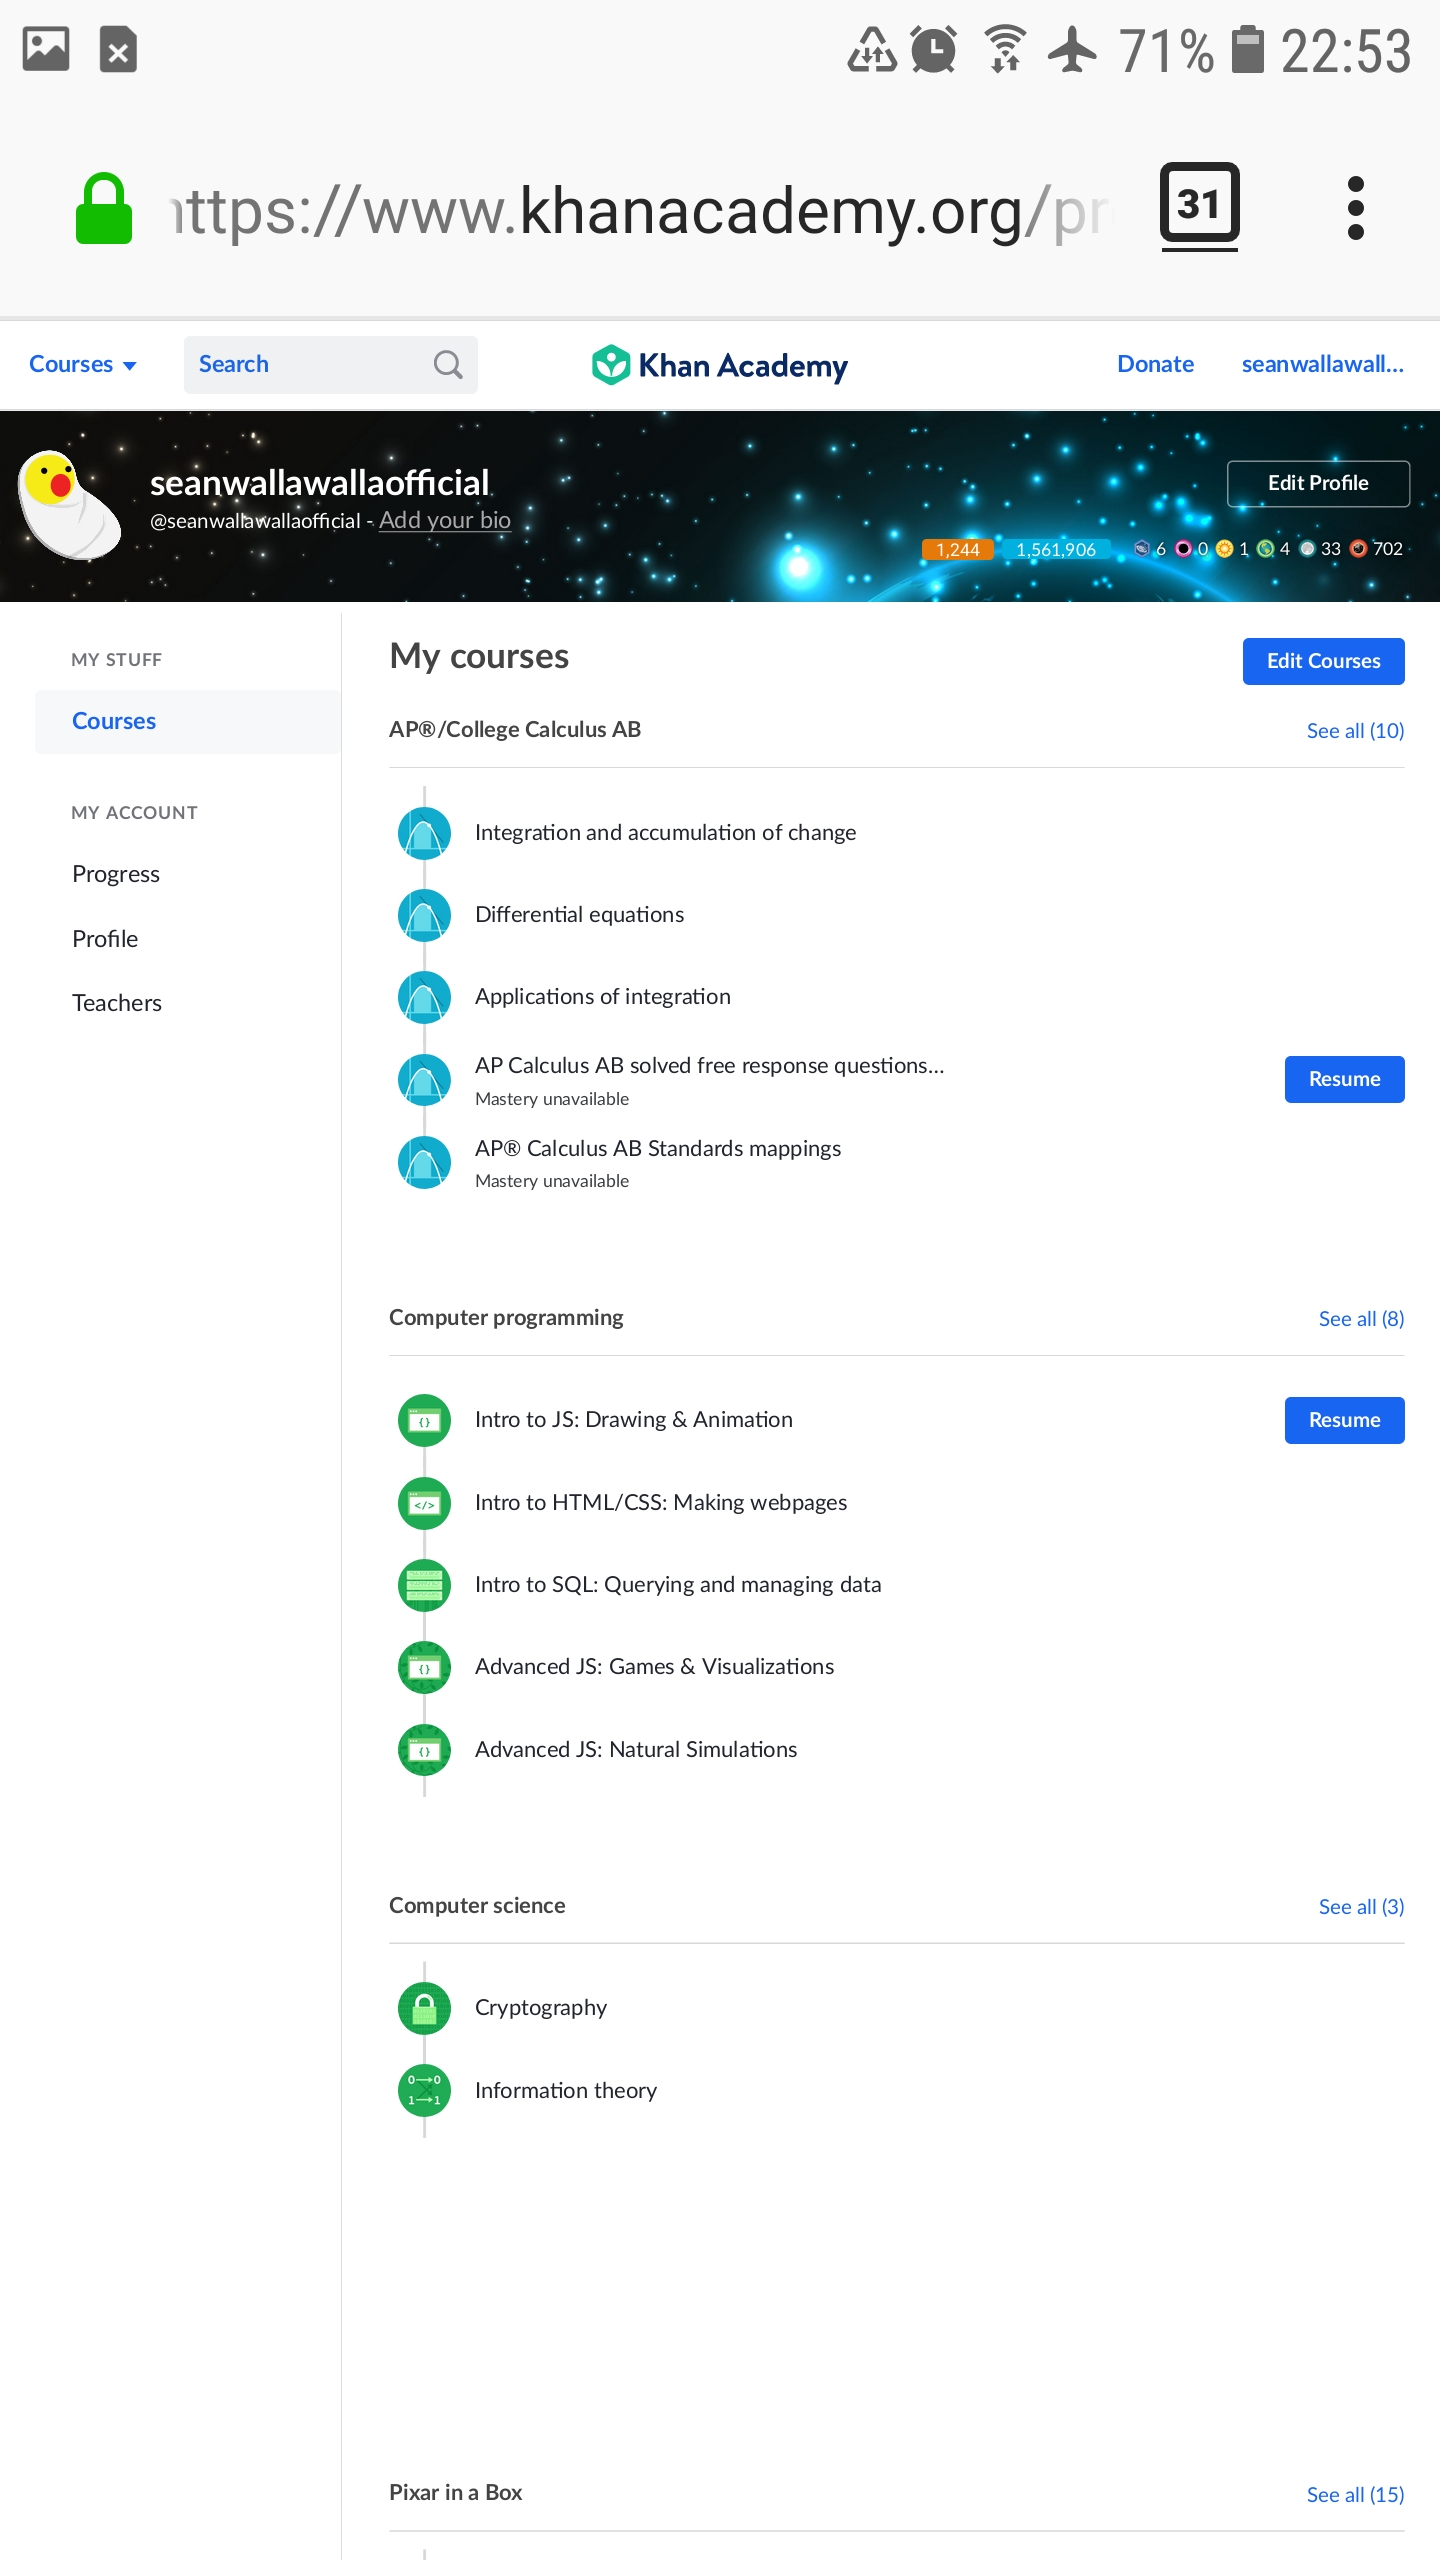 71% 22:53
https://www.khanacademy.org/pr
31
Courses
Search
Khan Academy
Donate
seanwallawall...
seanwallawallaofficial
Edit Profile
@seanwallawallaofficial - Add your bio
1,244 1,561,906 6 0 1 4 33 702
MY STUFF
Courses
MY ACCOUNT
Progress
Profile
Teachers
My courses
Edit Courses
AP®/College Calculus AB
See all (10)
Integration and accumulation of change
Differential equations
Applications of integration
AP Calculus AB solved free response questions...
Mastery unavailable
Resume
AP® Calculus AB Standards mappings
Mastery unavailable
Computer programming
See all (8)
{} Intro to JS: Drawing & Animation
Resume
</> Intro to HTML/CSS: Making webpages
Intro to SQL: Querying and managing data
{} Advanced JS: Games & Visualizations
{} Advanced JS: Natural Simulations
Computer science
See all (3)
Cryptography
0→0
1→1
Information theory
Pixar in a Box
See all (15)